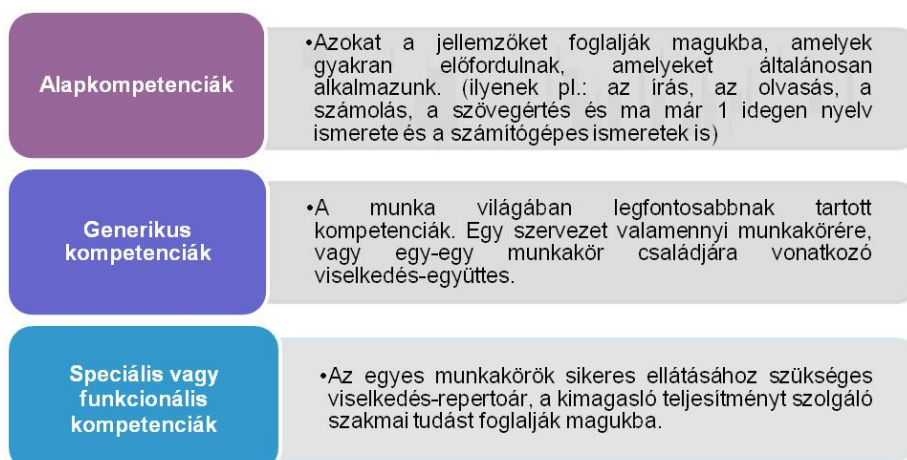 Alapkompetenciák
•Azokat a jellemzőket foglalják magukba, amelyek
gyakran előfordulnak, amelyeket általánosan
alkalmazunk. (ilyenek pl.: az írás, az olvasás, a
számolás, a szövegértés és ma már 1 idegen nyelv
ismerete és a számítógépes ismeretek is)
Generikus
kompetenciák
•A munka világában legfontosabbnak tartott
kompetenciák. Egy szervezet valamennyi munkakörére,
vagy egy-egy munkakör családjára vonatkozó
viselkedés-együttes.
Speciális vagy
funkcionális
kompetenciák
•Az egyes munkakörök sikeres ellátásához szükséges
viselkedés-repertoár, a kimagasló teljesítményt szolgáló
szakmai tudást foglalják magukba.